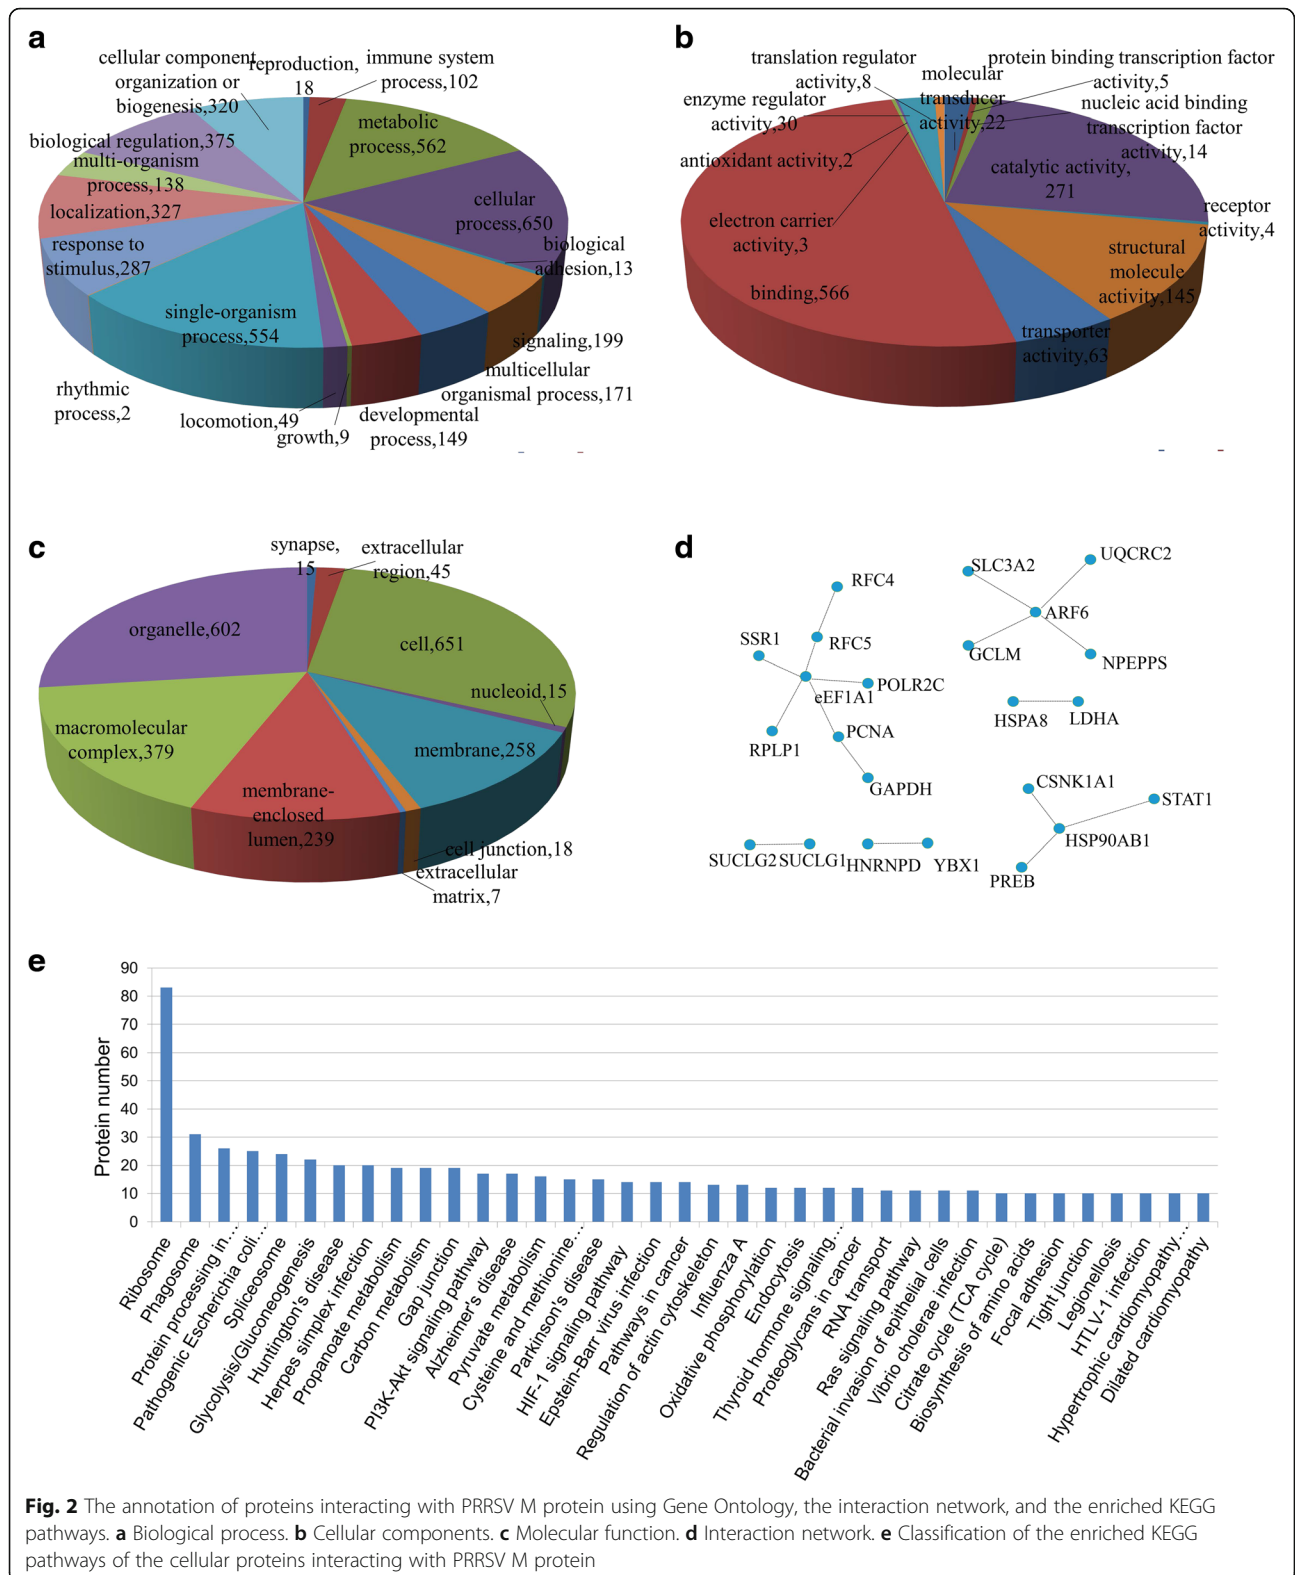 a
cellular component
organization or
biogenesis,320
reproduction,
18
immune system
process,102
metabolic
process,562
cellular
process,650
biological
adhesion,13
signaling,199
multicellular
organismal process,171
developmental
process,149
growth,9
locomotion,49
single-organism
process,554
rhythmic
process,2
response to
stimulus,287
localization,327
multi-organism
process,138
biological regulation,375
b
translation regulator
activity,8
molecular
transducer
activity,22
protein binding transcription factor
activity,5
nucleic acid binding
transcription factor
activity,14
catalytic activity,
271
receptor
activity,4
structural
molecule
activity,145
transporter
activity,63
binding,566
electron carrier
activity,3
antioxidant activity,2
enzyme regulator
activity,30
c
synapse,
15
extracellular
region,45
cell,651
nucleoid,15
membrane,258
cell junction,18
extracellular
matrix,7
membrane-
enclosed
lumen,239
macromolecular
complex,379
organelle,602
d
RFC4
RFC5
SSR1
eEF1A1
POLR2C
RPLP1
PCNA
GAPDH
SLC3A2
UQCRC2
ARF6
GCLM
NPEPPS
HSPA8
LDHA
CSNK1A1
STAT1
HSP90AB1
PREB
SUCLG2
SUCLG1
HNRNPD
YBX1
e
Protein number
90
80
70
60
50
40
30
20
10
0
Ribosome
Phagosome
Protein processing in…
Pathogenic Escherichia coli…
Spliceosome
Glycolysis/Gluconeogenesis
Huntington's disease
Herpes simplex infection
Propanoate metabolism
Carbon metabolism
Gap junction
PI3K-Akt signaling pathway
Alzheimer's disease
Pyruvate metabolism
Cysteine and methionine…
Parkinson's disease
HIF-1 signaling pathway
Epstein-Barr virus infection
Pathways in cancer
Regulation of actin cytoskeleton
Influenza A
Oxidative phosphorylation
Endocytosis
Thyroid hormone signaling…
Proteoglycans in cancer
RNA transport
Ras signaling pathway
Bacterial invasion of epithelial cells
Vibrio cholerae infection
Citrate cycle (TCA cycle)
Biosynthesis of amino acids
Focal adhesion
Tight junction
Legionellosis
HTLV-1 infection
Hypertrophic cardiomyopathy…
Dilated cardiomyopathy
Fig. 2 The annotation of proteins interacting with PRRSV M protein using Gene Ontology, the interaction network, and the enriched KEGG
pathways. a Biological process. b Cellular components. c Molecular function. d Interaction network. e Classification of the enriched KEGG
pathways of the cellular proteins interacting with PRRSV M protein